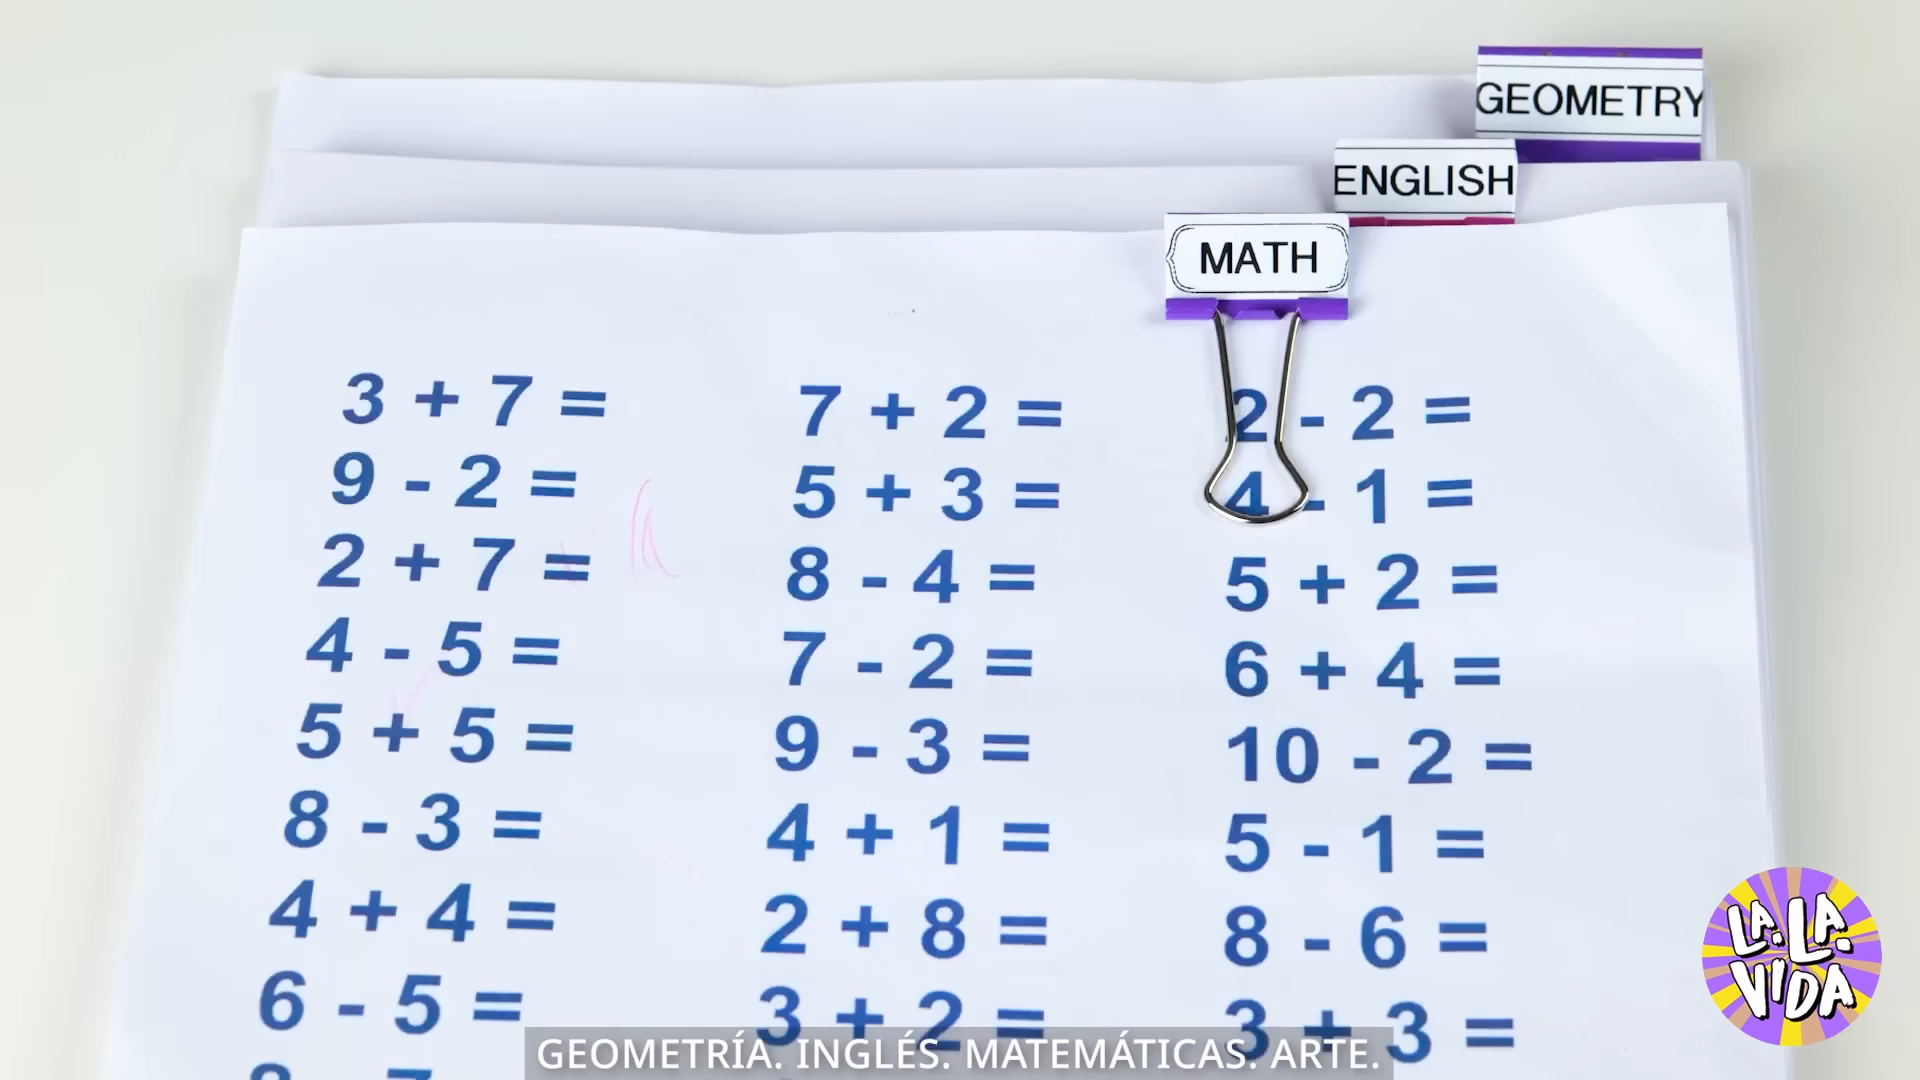 GEOMETRY
ENGLISH
MATH
3 + 7 =
9 - 2 =
2 + 7 =
4 - 5 =
5 + 5 =
8 - 3 =
4 + 4 =
6 - 5 =
7 + 2 =
5 + 3 =
8 - 4 =
7 - 2 =
9 - 3 =
4 + 1 =
2 + 8 =
3 + 2 =
2 - 2 =
4 - 1 =
5 + 2 =
6 + 4 =
10 - 2 =
5 - 1 =
8 - 6 =
3 + 3 =
LA.LA.
VIDA
GEOMETRÍA. INGLÉS. MATEMÁTICAS. ARTE.